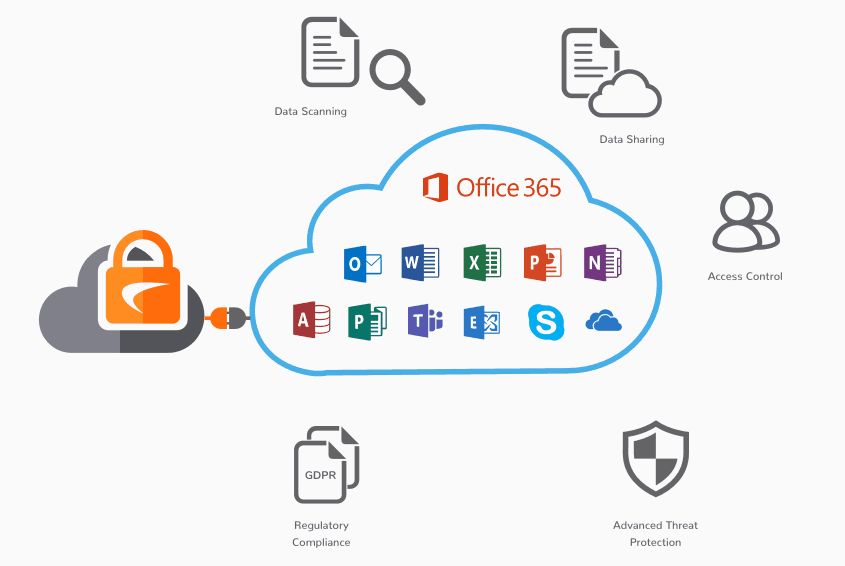 Data Scanning
Data Sharing
Office 365
Access Control
O W X P N
A P T E S
GDPR
Regulatory
Compliance
Advanced Threat
Protection